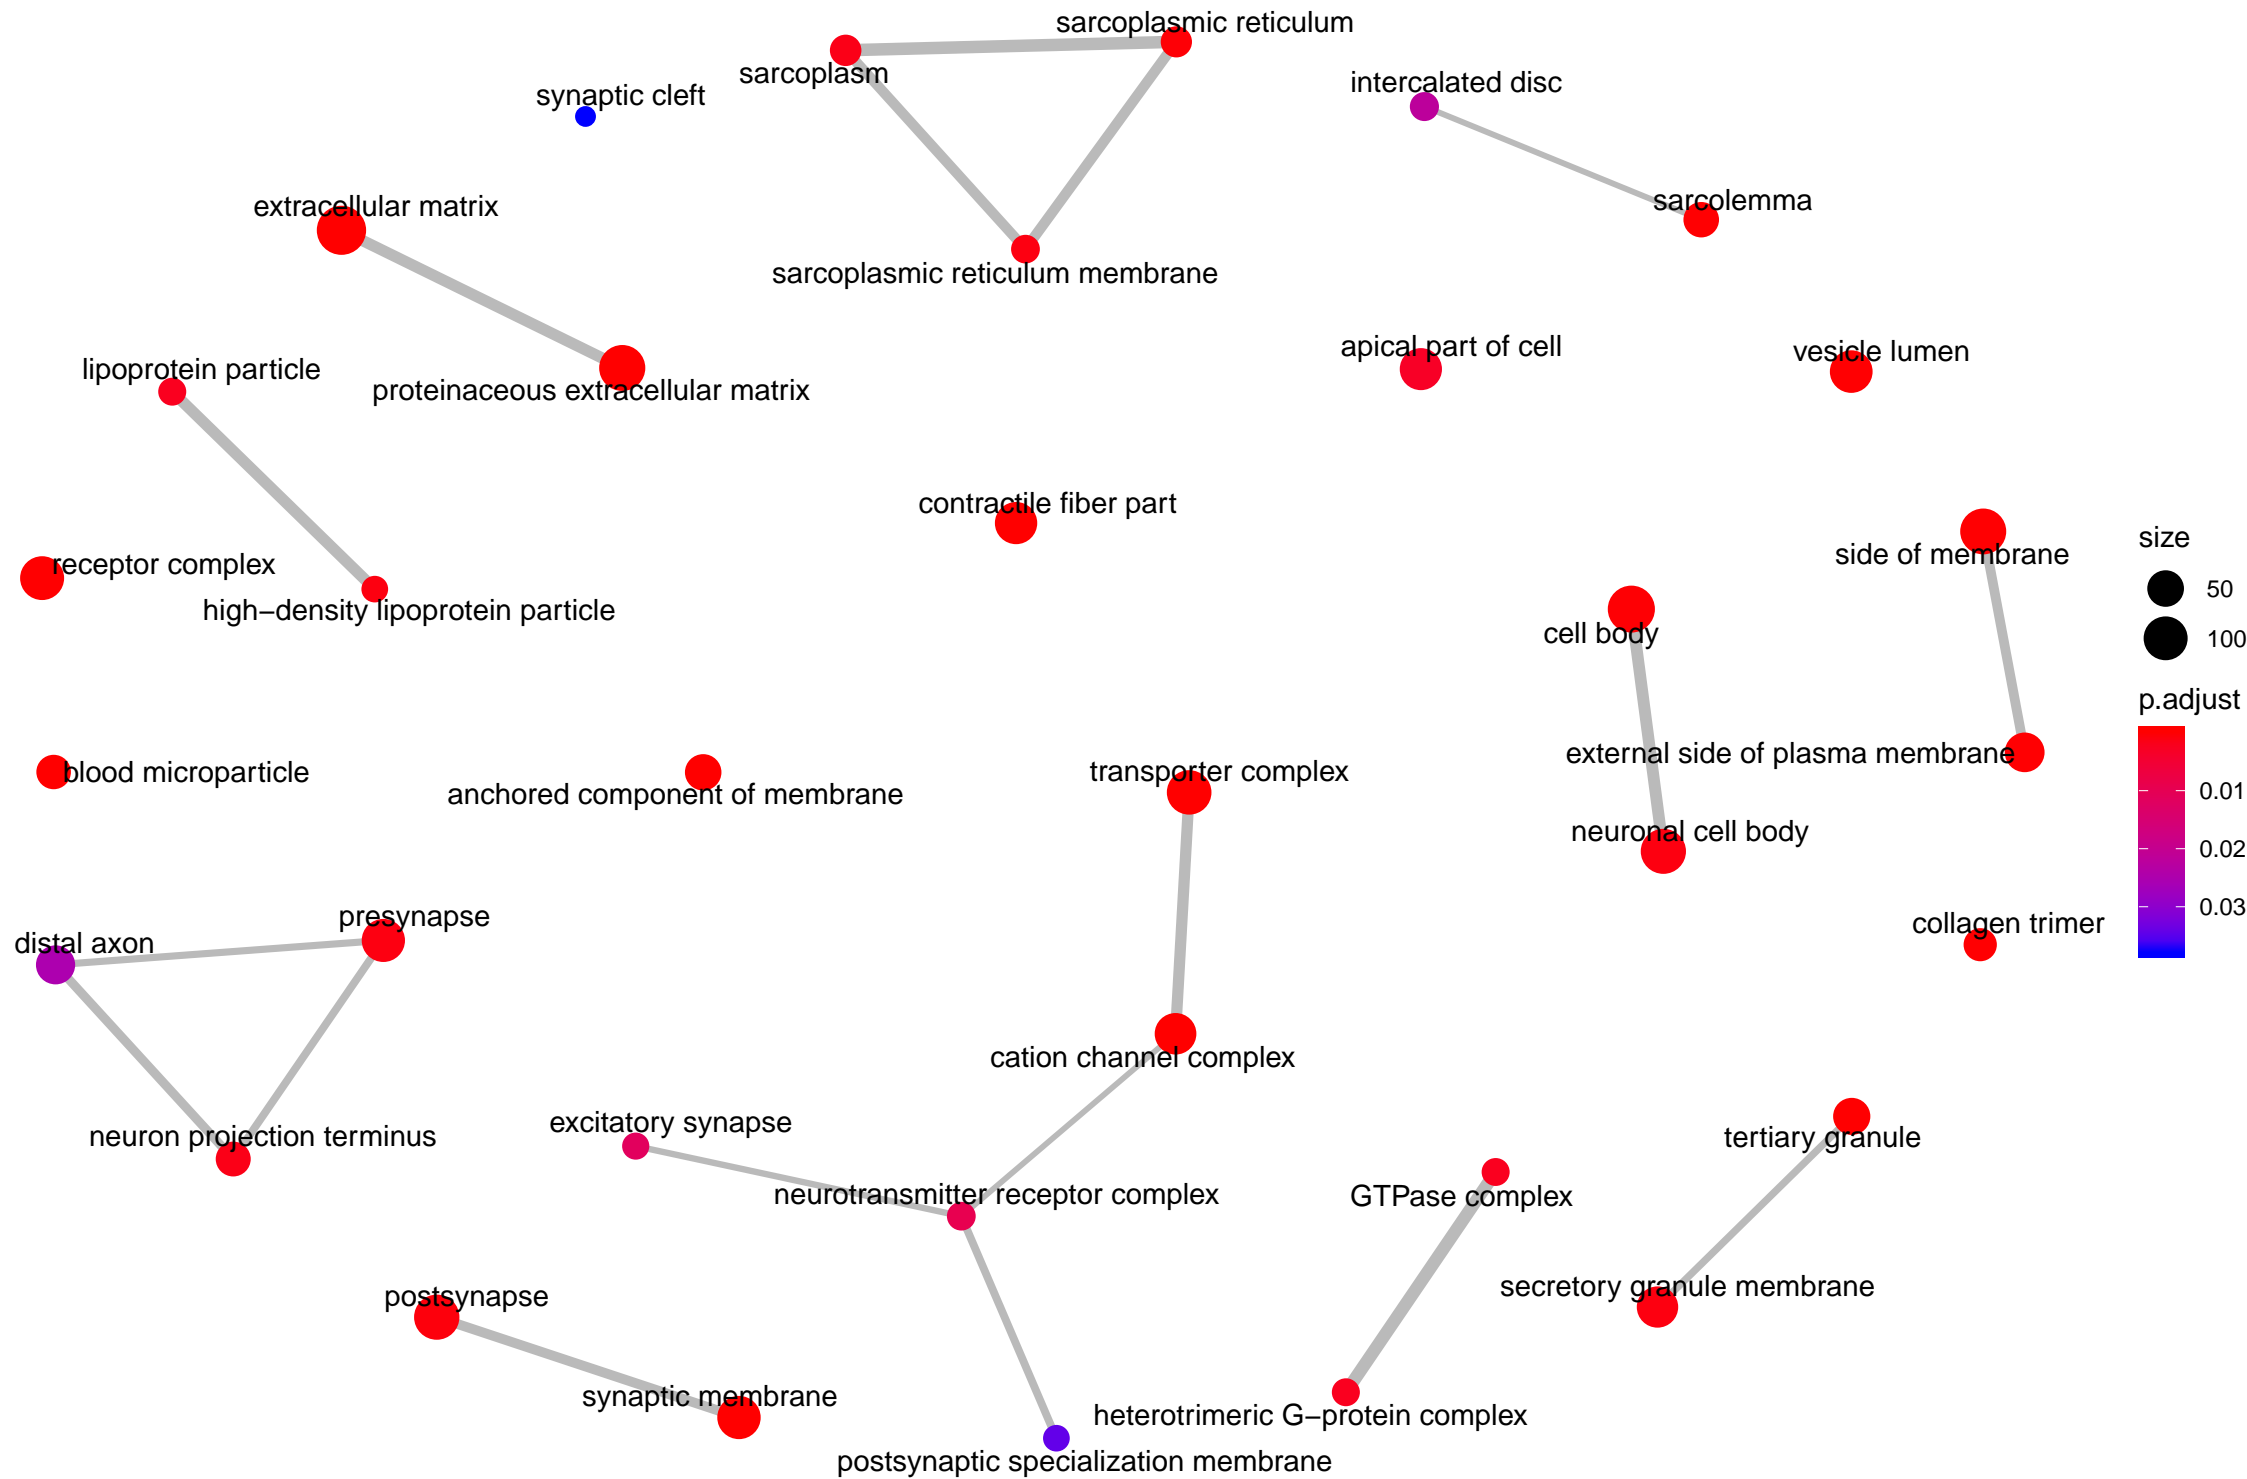 sarcoplasmic reticulum
sarcoplasm
intercalated disc
synaptic cleft
sarcolemma
extracellular matrix
sarcoplasmic reticulum membrane
apical part of cell
vesicle lumen
lipoprotein particle
proteinaceous extracellular matrix
contractile fiber part
size
side of membrane
receptor complex
50
high−density lipoprotein particle
cell body
100
p.adjust
external side of plasma membrane
transporter complex
blood microparticle
anchored component of membrane
0.01
neuronal cell body
0.02
0.03
presynapse
collagen trimer
distal axon
cation channel complex
excitatory synapse
neuron projection terminus
tertiary granule
neurotransmitter receptor complex
GTPase complex
secretory granule membrane
postsynapse
synaptic membrane
heterotrimeric G−protein complex
postsynaptic specialization membrane